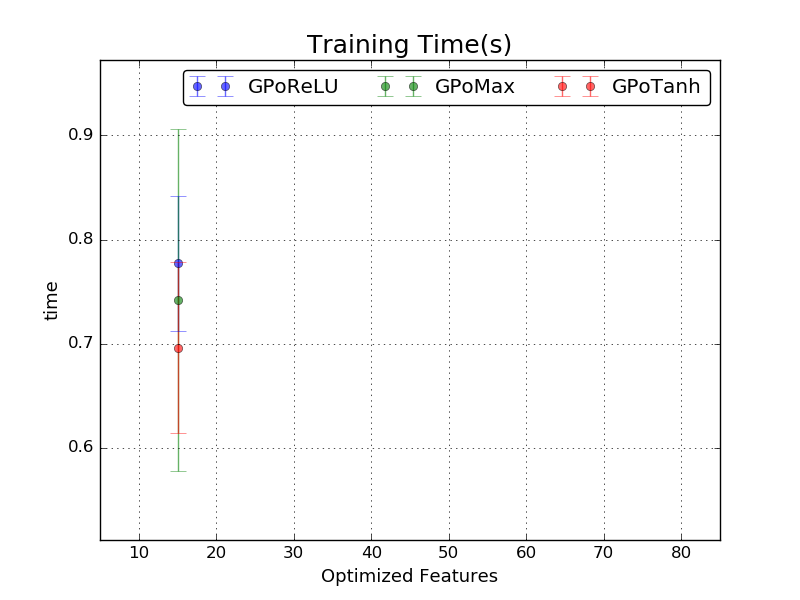 Training Time(s)
GPoReLU GPoMax GPoTanh
0.9
0.8
0.7
0.6
time
10 20 30 40 50 60 70 80
Optimized Features